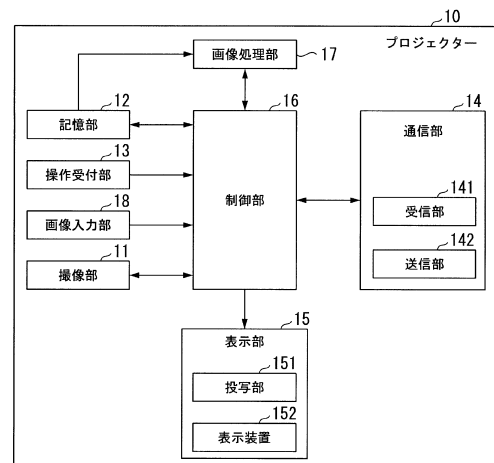 10
プロジェクター
画像処理部
17
12
記憶部
16
制御部
14
通信部
13
操作受付部
141
受信部
18
画像入力部
142
送信部
11
撮像部
15
表示部
151
投写部
152
表示装置